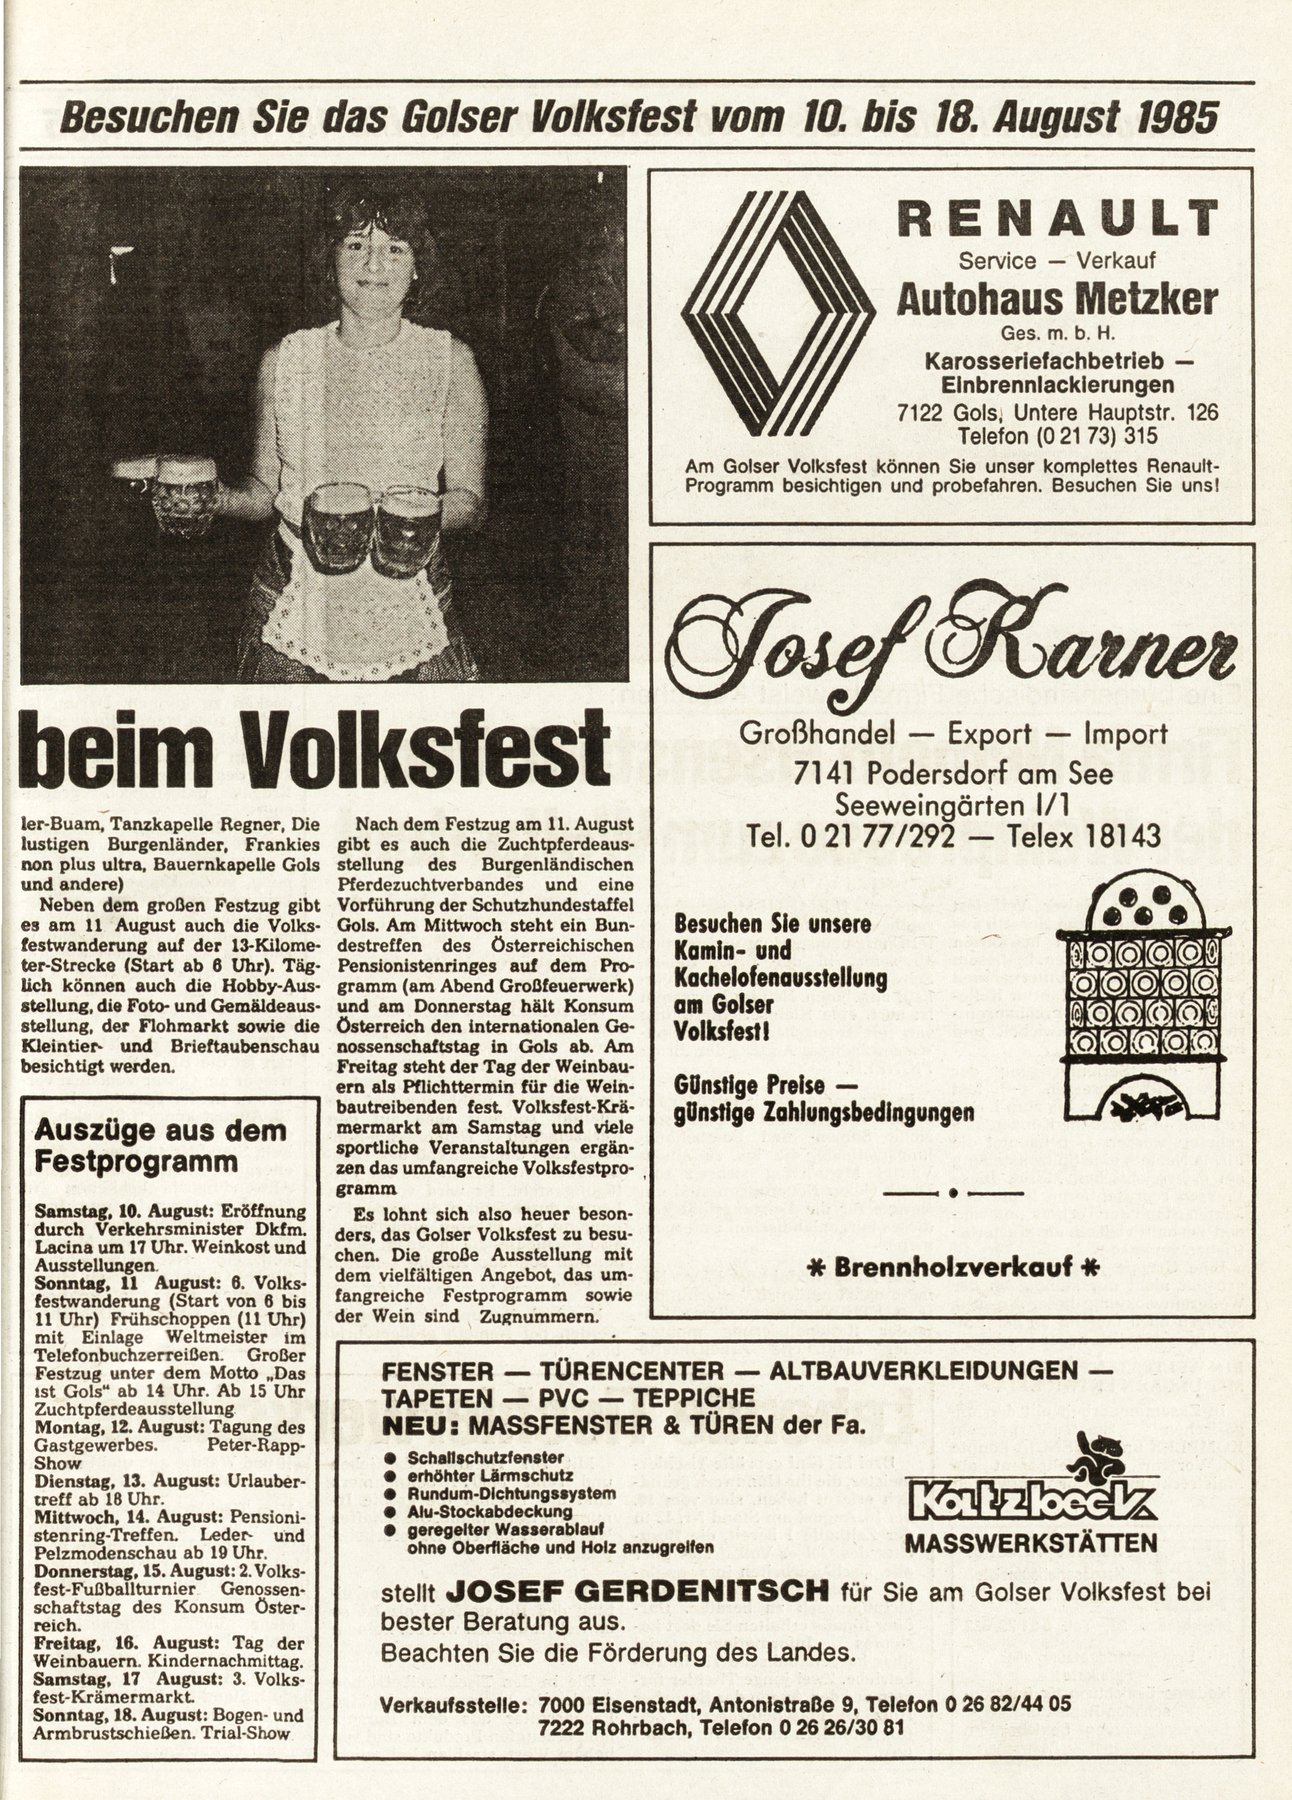 Besuchen Sie das Golser Volksfest vom 10. bis 18. August 1985
beim Volksfest
ler-Buam, Tanzkapelle Regner, Die
lustigen Burgenländer, Frankies
non plus ultra, Bauernkapelle Gols
und andere)
Neben dem großen Festzug gibt
es am 11 August auch die Volks-
festwanderung auf der 13-Kilome-
ter-Strecke (Start ab 6 Uhr). Täg-
lich können auch die Hobby-Aus-
stellung, die Foto- und Gemäldeaus-
stellung, der Flohmarkt sowie die
Kleintier- und Brieftaubenschau
besichtigt werden.
Nach dem Festzug am 11. August
gibt es auch die Zuchtpferdeaus-
stellung des Burgenländischen
Pferdezuchtverbandes und eine
Vorführung der Schutzhundestaffel
Gols. Am Mittwoch steht ein Bun-
destreffen des Österreichischen
Pensionistenringes auf dem Pro-
gramm (am Abend Großfeuerwerk)
und am Donnerstag hält Konsum
Österreich den internationalen Ge-
nossenschaftstag in Gols ab. Am
Freitag steht der Tag der Weinbau-
ern als Pflichttermin für die Wein-
bautreibenden fest. Volksfest-Krä-
mermarkt am Samstag und viele
sportliche Veranstaltungen ergän-
zen das umfangreiche Volksfestpro-
gramm
Es lohnt sich also heuer beson-
ders, das Golser Volksfest zu besu-
chen. Die große Ausstellung mit
dem vielfältigen Angebot, das um-
fangreiche Festprogramm sowie
der Wein sind Zugnummern.
Auszüge aus dem
Festprogramm
Samstag, 10. August: Eröffnung
durch Verkehrsminister Dkfm.
Lacina um 17 Uhr. Weinkost und
Ausstellungen.
Sonntag, 11 August: 6. Volks-
festwanderung (Start von 6 bis
11 Uhr) Frühschoppen (11 Uhr)
mit Einlage Weltmeister im
Telefonbuchzerreißen. Großer
Festzug unter dem Motto „Das
ist Gols“ ab 14 Uhr. Ab 15 Uhr
Zuchtpferdeausstellung
Montag, 12. August: Tagung des
Gastgewerbes. Peter-Rapp-
Show
Dienstag, 13. August: Urlauber-
treff ab 18 Uhr.
Mittwoch, 14. August: Pensioni-
stenring-Treffen. Leder- und
Pelzmodenschau ab 19 Uhr.
Donnerstag, 15. August: 2. Volks-
fest-Fußballturnier Genossen-
schaftstag des Konsum Öster-
reich.
Freitag, 16. August: Tag der
Weinbauern. Kindernachmittag.
Samstag, 17 August: 3. Volks-
fest-Krämermarkt.
Sonntag, 18. August: Bogen- und
Armbrustschießen. Trial-Show
RENAULT
Service — Verkauf
Autohaus Metzker
Ges. m. b. H.
Karosseriefachbetrieb —
Einbrennlackierungen
7122 Gols, Untere Hauptstr. 126
Telefon (0 21 73) 315
Am Golser Volksfest können Sie unser komplettes Renault-
Programm besichtigen und probefahren. Besuchen Sie uns!
Josef Karner
Großhandel — Export — Import
7141 Podersdorf am See
Seeweingärten I/1
Tel. 0 21 77/292 — Telex 18143
Besuchen Sie unsere
Kamin- und
Kachelofenausstellung
am Golser
Volksfest!
Günstige Preise —
günstige Zahlungsbedingungen
* Brennholzverkauf *
FENSTER — TÜRENCENTER — ALTBAUVERKLEIDUNGEN —
TAPETEN — PVC — TEPPICHE
NEU: MASSFENSTER & TÜREN der Fa.
● Schallschutzfenster
● erhöhter Lärmschutz
● Rundum-Dichtungssystem
● Alu-Stockabdeckung
● geregelter Wasserablauf
ohne Oberfläche und Holz anzugreifen
Katzbeck
MASSWERKSTÄTTEN
stellt JOSEF GERDENITSCH für Sie am Golser Volksfest bei
bester Beratung aus.
Beachten Sie die Förderung des Landes.
Verkaufsstelle: 7000 Eisenstadt, Antonistraße 9, Telefon 0 26 82/44 05
7222 Rohrbach, Telefon 0 26 26/30 81